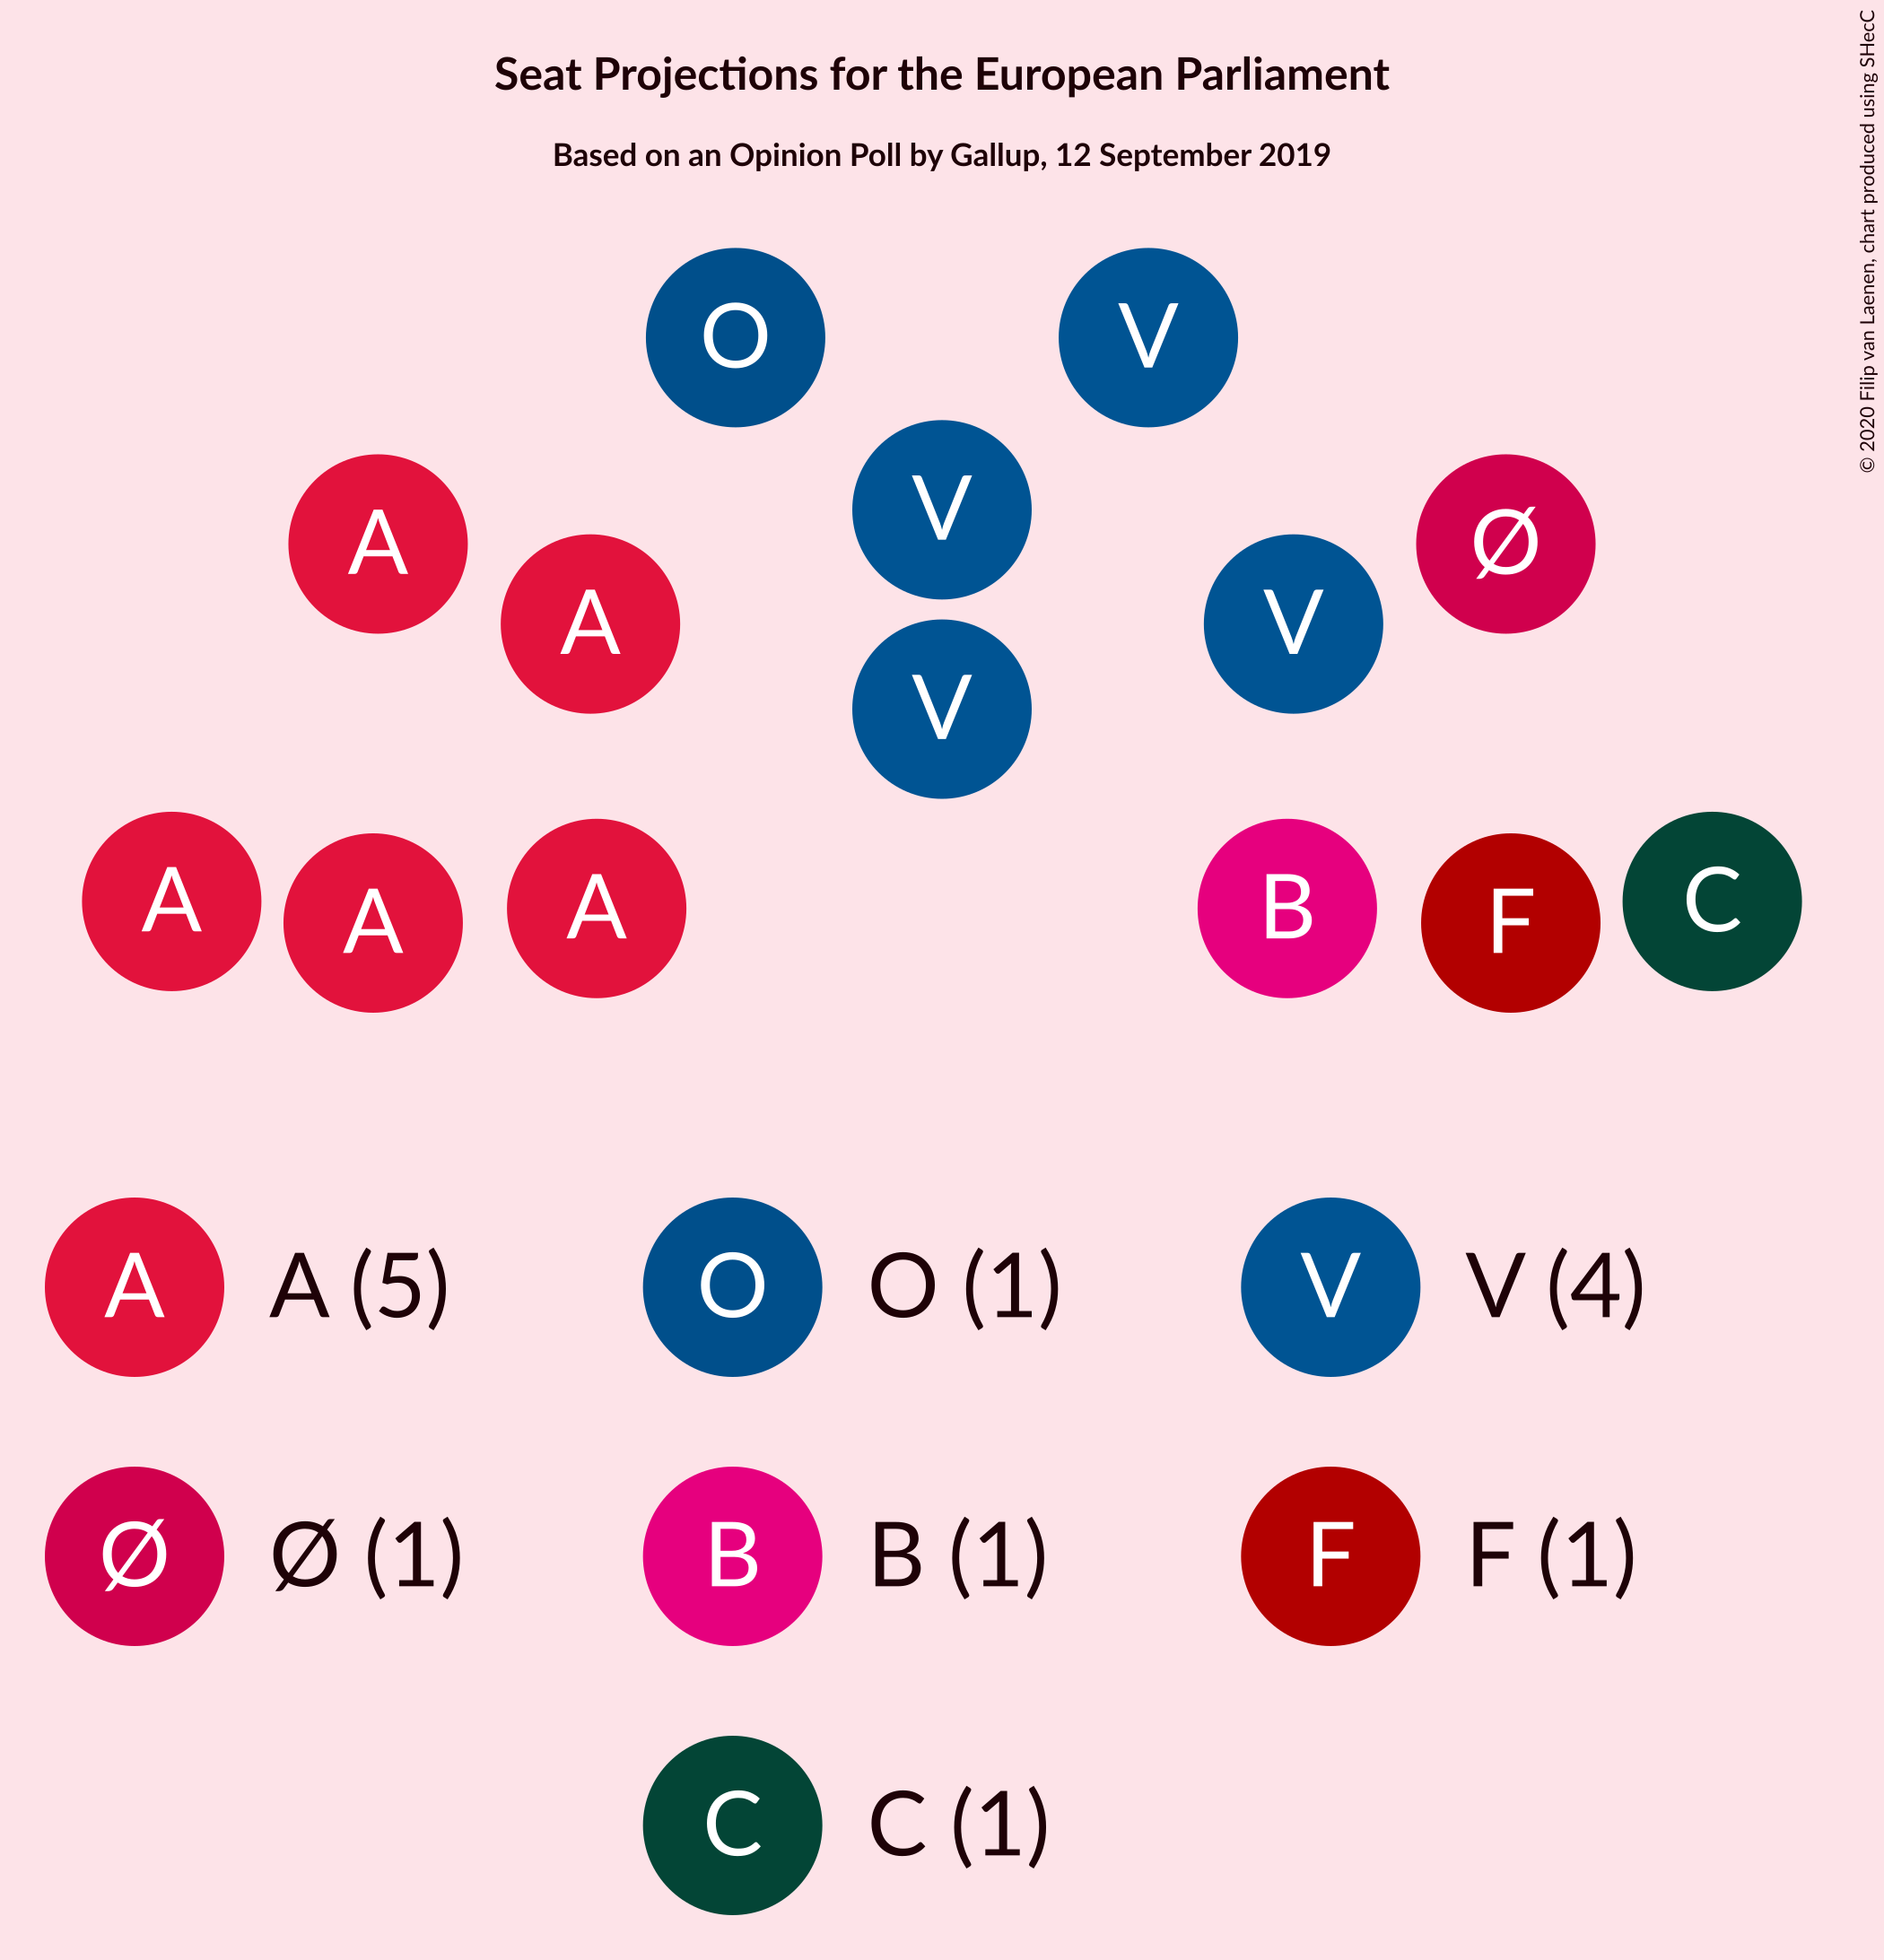 Seat Projections for the European Parliament
Based on an Opinion Poll by Gallup, 12 September 2019
© 2020 Filip van Laenen, chart produced using SHecC
O V
V
A Ø
A V
V
A A A B F C
A A (5) O O (1) V V (4)
Ø Ø (1) B B (1) F F (1)
C C (1)